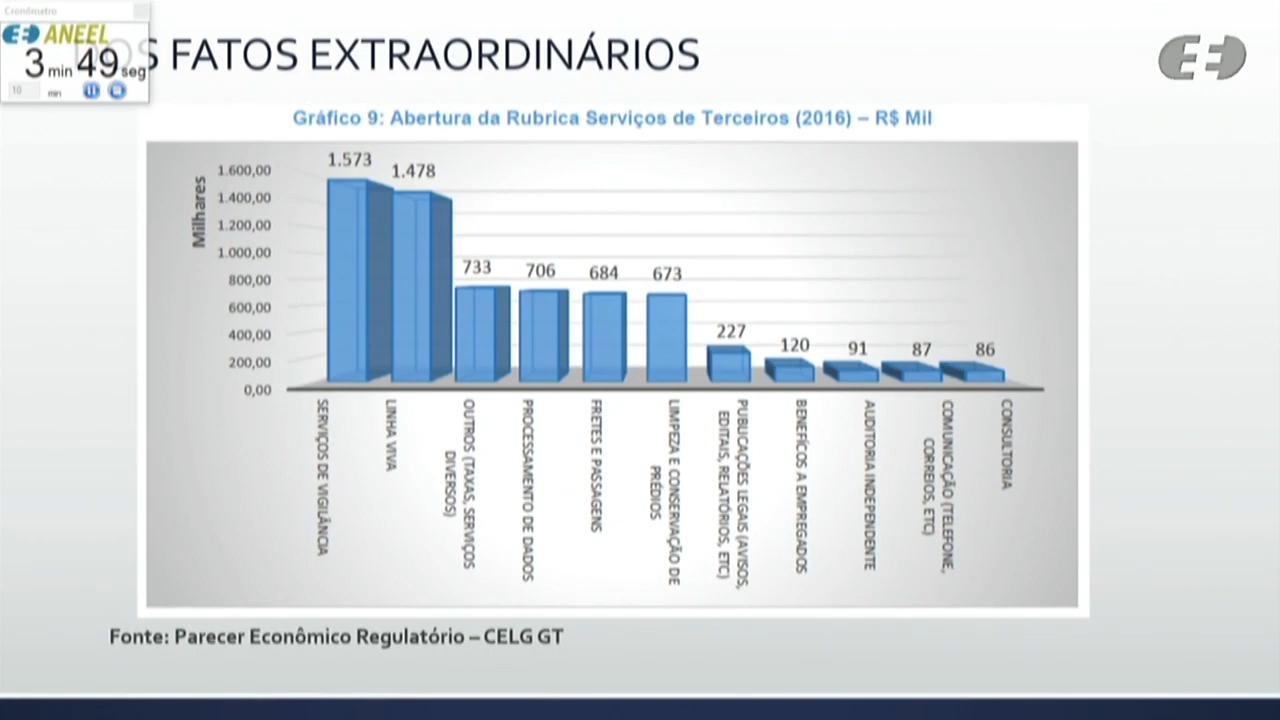 Cronômetro
ANEEL
3 min 49 seg
10 min
DOS FATOS EXTRAORDINÁRIOS
Gráfico 9: Abertura da Rubrica Serviços de Terceiros (2016) – R$ Mil
Milhares
1.600,00
1.400,00
1.200,00
1.000,00
800,00
600,00
400,00
200,00
0,00
1.573
1.478
733
706
684
673
227
120
91
87
86
SERVIÇOS DE VIGILÂNCIA
LINHA VIVA
OUTROS (TAXAS, SERVIÇOS
DIVERSOS)
PROCESSAMENTO DE DADOS
FRETES E PASSAGENS
LIMPEZA E CONSERVAÇÃO DE
PRÉDIOS
PUBLICAÇÕES LEGAIS (AVISOS,
EDITAIS, RELATÓRIOS, ETC)
BENEFÍCOS A EMPREGADOS
AUDITORIA INDEPENDENTE
COMUNICAÇÃO (TELEFONE,
CORREIOS, ETC)
CONSULTORIA
Fonte: Parecer Econômico Regulatório – CELG GT